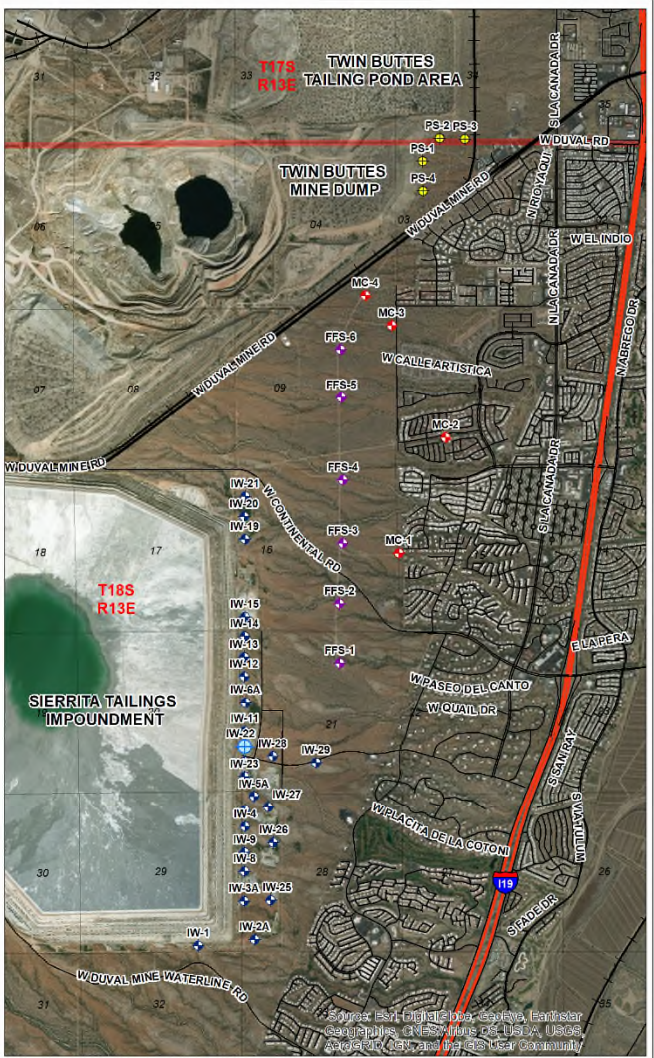 31
32
33
T17S
R13E
TWIN BUTTES
TAILING POND AREA
34
35
S LA CANADA DR
PS-2
PS-3
W DUVAL RD
PS-1
TWIN BUTTES
MINE DUMP
PS-4
N RIO YAQUI
W DUVAL MINE RD
06
05
04
03
W EL INDIO
MC-4
N LA CANADA DR
MC-3
FFS-6
W CALLE ARTISTICA
N ABREGO DR
W DUVAL MINE RD
07
08
09
FFS-5
MC-2
W DUVAL MINE RD
FFS-4
S LA CANADA DR
IW-21
IW-20
IW-19
W CONTINENTAL RD
18
17
16
FFS-3
MC-1
14
T18S
R13E
FFS-2
IW-15
IW-14
IW-13
IW-12
FFS-1
E LA PERA
W PASEO DEL CANTO
IW-6A
SIERRITA TAILINGS
IMPOUNDMENT
W QUAIL DR
IW-11
21
IW-22
IW-28
IW-29
S SAN RAY
IW-23
IW-5A
IW-27
S VIA TULUM
IW-4
W PLACITA DE LA COTONI
IW-9
IW-26
IW-8
30
29
28
26
I19
IW-3A
IW-25
S FADE DR
IW-1
IW-2A
W DUVAL MINE WATERLINE RD
31
32
35
Source: Esri, DigitalGlobe, GeoEye, Earthstar
Geographics, CNES/Airbus DS, USDA, USGS,
AeroGRID, IGN, and the GIS User Community